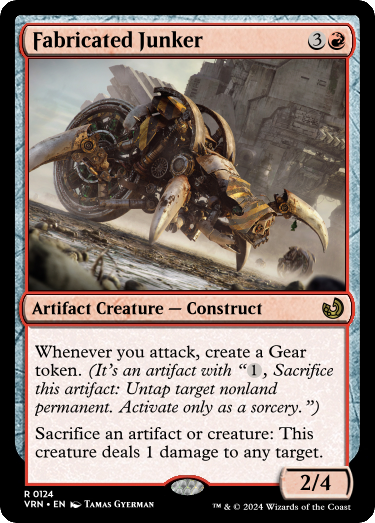 Fabricated Junker 3
Artifact Creature — Construct
Whenever you attack, create a Gear
token. (It's an artifact with “1, Sacrifice
this artifact: Untap target nonland
permanent. Activate only as a sorcery.”)
Sacrifice an artifact or creature: This
creature deals 1 damage to any target.
2/4
R 0124
VRN • EN Tamas Gyerman
™ & © 2024 Wizards of the Coast